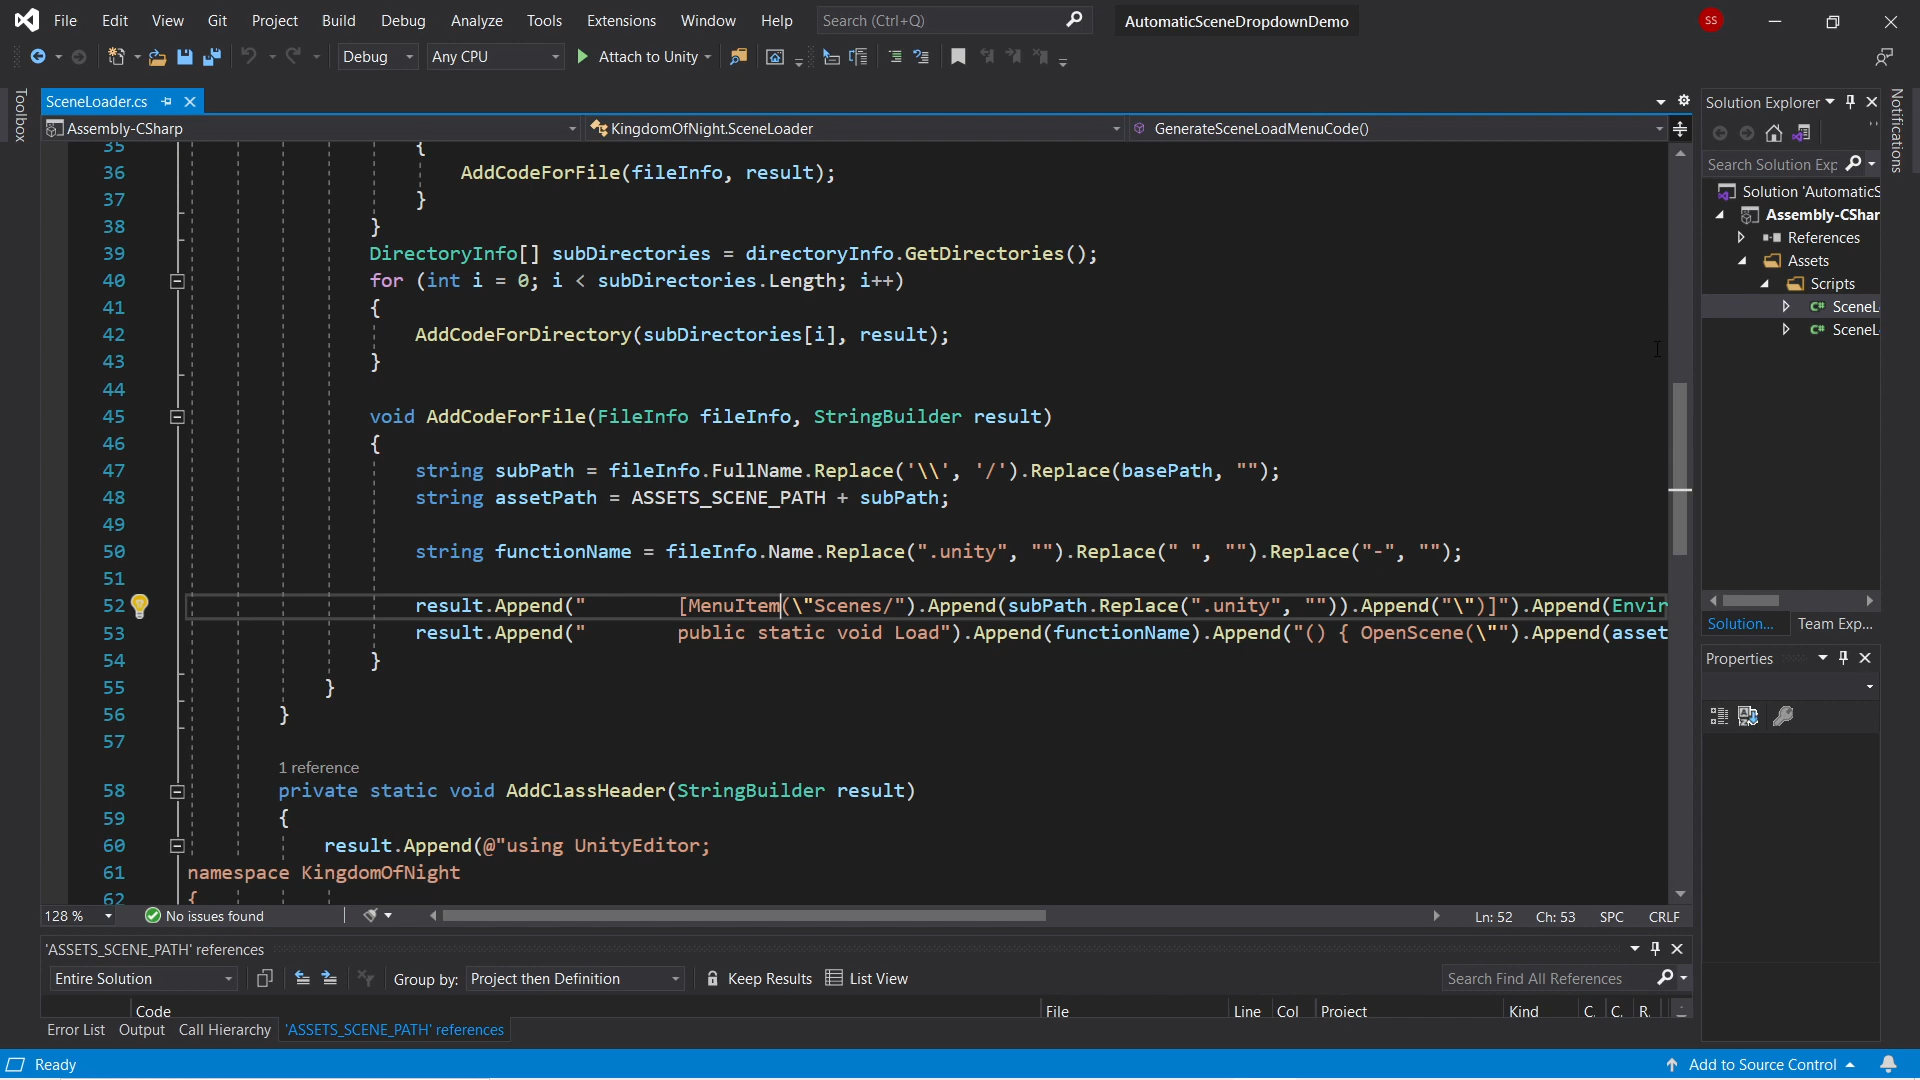 File Edit View Git Project Build Debug Analyze Tools Extensions Window Help Search (Ctrl+Q) AutomaticSceneDropdownDemo SS
Debug Any CPU Attach to Unity
Toolbox
SceneLoader.cs
Assembly-CSharp KingdomOfNight.SceneLoader GenerateSceneLoadMenuCode()
35 {
36 AddCodeForFile(fileInfo, result);
37 }
38 }
39 DirectoryInfo[] subDirectories = directoryInfo.GetDirectories();
40 for (int i = 0; i < subDirectories.Length; i++)
41 {
42 AddCodeForDirectory(subDirectories[i], result);
43 }
44
45 void AddCodeForFile(FileInfo fileInfo, StringBuilder result)
46 {
47 string subPath = fileInfo.FullName.Replace('\\', '/').Replace(basePath, "");
48 string assetPath = ASSETS_SCENE_PATH + subPath;
49
50 string functionName = fileInfo.Name.Replace(".unity", "").Replace(" ", "").Replace("-", "");
51
52 result.Append("        [MenuItem(\"Scenes/").Append(subPath.Replace(".unity", "")).Append("\")]").Append(Envir
53 result.Append("        public static void Load").Append(functionName).Append("() { OpenScene(\"").Append(asset
54 }
55 }
56 }
57
1 reference
58 private static void AddClassHeader(StringBuilder result)
59 {
60 result.Append(@"using UnityEditor;
61 namespace KingdomOfNight
62 {
128 % No issues found Ln: 52 Ch: 53 SPC CRLF
'ASSETS_SCENE_PATH' references
Entire Solution Group by: Project then Definition Keep Results List View Search Find All References
Code File Line Col Project Kind C. C. R.
Error List Output Call Hierarchy 'ASSETS_SCENE_PATH' references
Solution Explorer
Search Solution Exp
Solution 'AutomaticS
Assembly-CShar
References
Assets
Scripts
SceneL
SceneL
Solution... Team Exp...
Properties
Notifications
Ready Add to Source Control